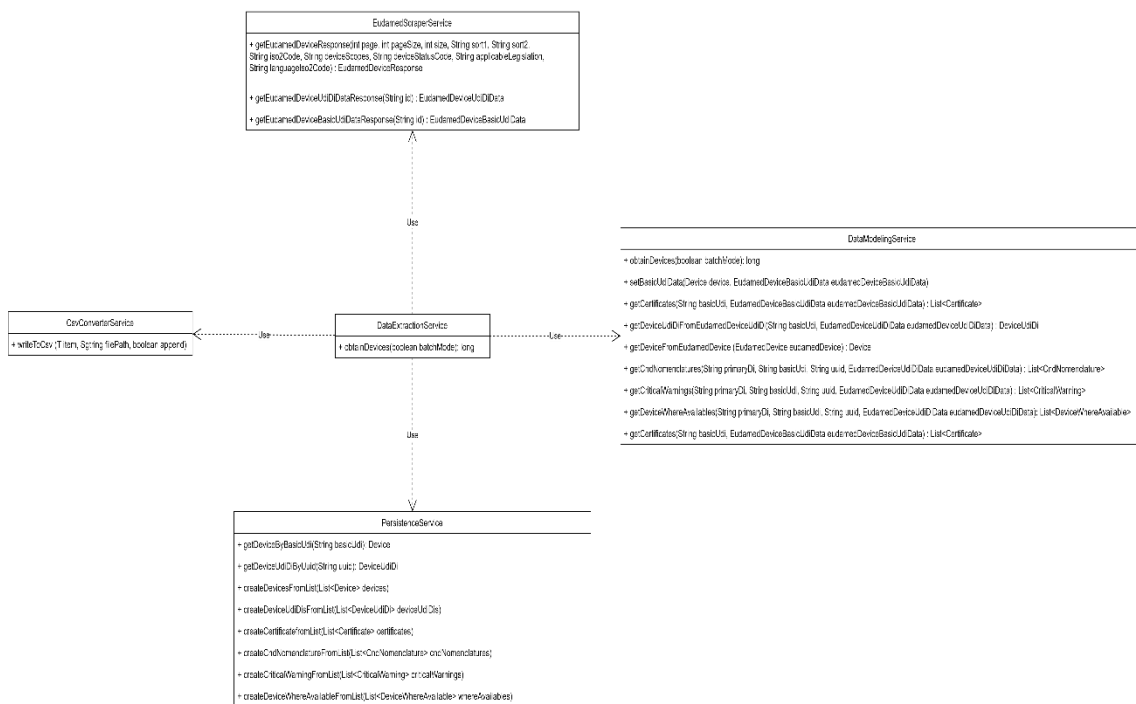 EudamedScraperService
+ getEudamedDeviceResponse(int page, int pageSize, int size, String sort1, String sort2,
String iso2Code, String deviceScopes, String deviceStatusCode, String applicableLegislation,
String languageIso2Code) : EudamedDeviceResponse
+ getEudamedDeviceUdiDiDataResponse(String id) : EudamedDeviceUdiDiData
+ getEudamedDeviceBasicUdiDataResponse(String id) : EudamedDeviceBasicUdiData
Use
DataModelingService
+ obtainDevices(boolean batchMode): long
+ setBasicUdiData(Device device, EudamedDeviceBasicUdiData eudamedDeviceBasicUdiData)
+ getCertificates(String basicUdi, EudamedDeviceBasicUdiData eudamedDeviceBasicUdiData) : List<Certificate>
+ getDeviceUdiDiFromEudamedDeviceUdiDi(String basicUdi, EudamedDeviceUdiDiData eudamedDeviceUdiDiData) : DeviceUdiDi
+ getDeviceFromEudamedDevice (EudamedDevice eudamedDevice) : Device
+ getCndNomenclatures(String primaryDi, String basicUdi, String uuid, EudamedDeviceUdiDiData eudamedDeviceUdiDiData) : List<CndNomenclature>
+ getCriticalWarnings(String primaryDi, String basicUdi, String uuid, EudamedDeviceUdiDiData eudamedDeviceUdiDiData) : List<CriticalWarning>
+ getDeviceWhereAvailables(String primaryDi, String basicUdi, String uuid, EudamedDeviceUdiDiData eudamedDeviceUdiDiData): List<DeviceWhereAvailable>
+ getCertificates(String basicUdi, EudamedDeviceBasicUdiData eudamedDeviceBasicUdiData) : List<Certificate>
CsvConverterService
+ writeToCsv (T item, Sgtring filePath, boolean append)
Use
DataExtractionService
+ obtainDevices(boolean batchMode): long
Use
Use
PersistenceService
+ getDeviceByBasicUdi(String basicUdi): Device
+ getDeviceUdiDiByUuid(String uuid): DeviceUdiDi
+ createDevicesFromList(List<Device> devices)
+ createDeviceUdiDisFromList(List<DeviceUdiDi> deviceUdiDis)
+ createCertificatefromList(List<Certificate> certificates)
+ createCndNomenclatureFromList(List<CndNomenclature> cndNomenclatures)
+ createCriticalWarningFromList(List<CriticalWarning> criticalWarnings)
+ createDeviceWhereAvailableFromList(List<DeviceWhereAvailable> whereAvailables)